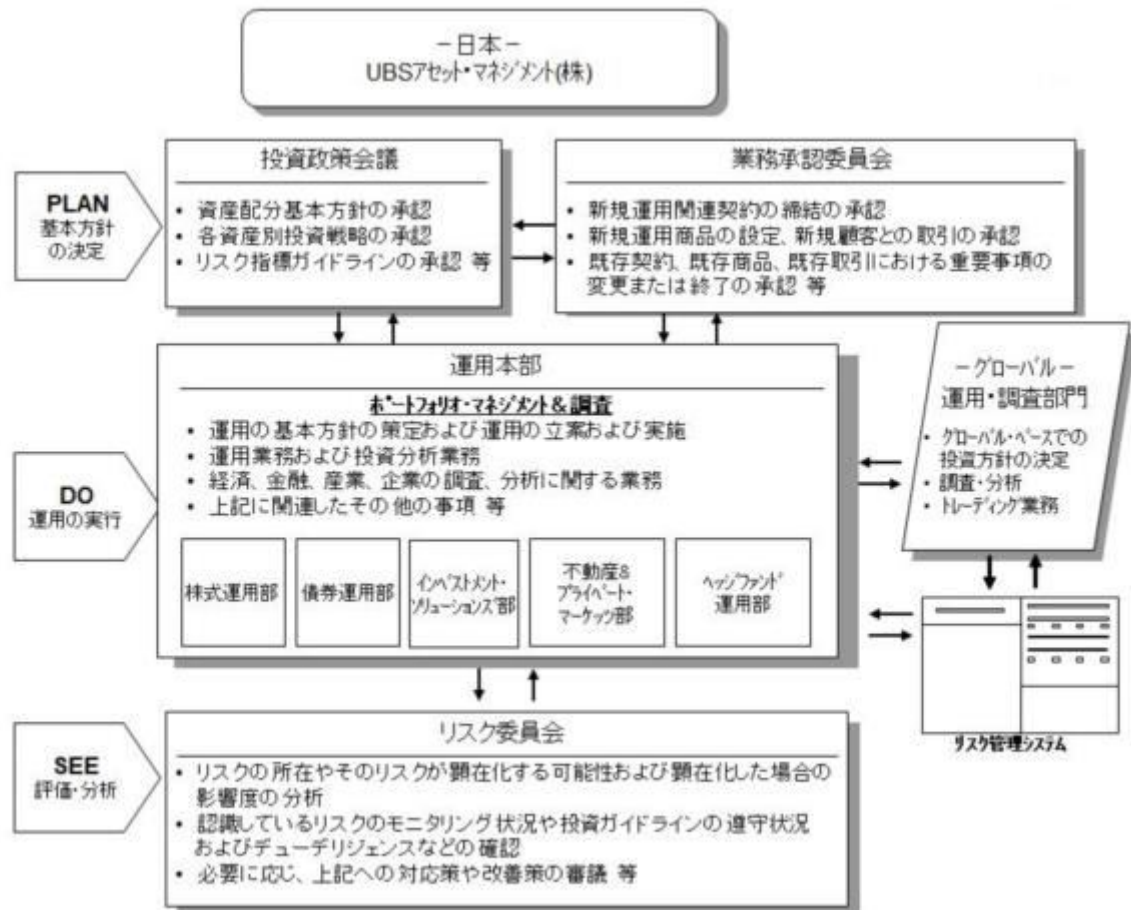 －日本－
UBSアセット・マネジメント(株)
PLAN
基本方針
の決定
投資政策会議
• 資産配分基本方針の承認
• 各資産別投資戦略の承認
• リスク指標ガイドラインの承認 等
業務承認委員会
• 新規運用関連契約の締結の承認
• 新規運用商品の設定、新規顧客との取引の承認
• 既存契約、既存商品、既存取引における重要事項の
変更または終了の承認 等
DO
運用の実行
運用本部
ポートフォリオ・マネジメント＆調査
• 運用の基本方針の策定および運用の立案および実施
• 運用業務および投資分析業務
• 経済、金融、産業、企業の調査、分析に関する業務
• 上記に関連したその他の事項 等
株式運用部
債券運用部
インベストメント・
ソリューションズ部
不動産＆
プライベート・
マーケッツ部
ヘッジファンド
運用部
－グローバル－
運用・調査部門
• グローバル・ベースでの
投資方針の決定
• 調査・分析
• トレーディング業務
リスク管理システム
SEE
評価・分析
リスク委員会
• リスクの所在やそのリスクが顕在化する可能性および顕在化した場合の
影響度の分析
• 認識しているリスクのモニタリング状況や投資ガイドラインの遵守状況
およびデューデリジェンスなどの確認
• 必要に応じ、上記への対応策や改善策の審議 等